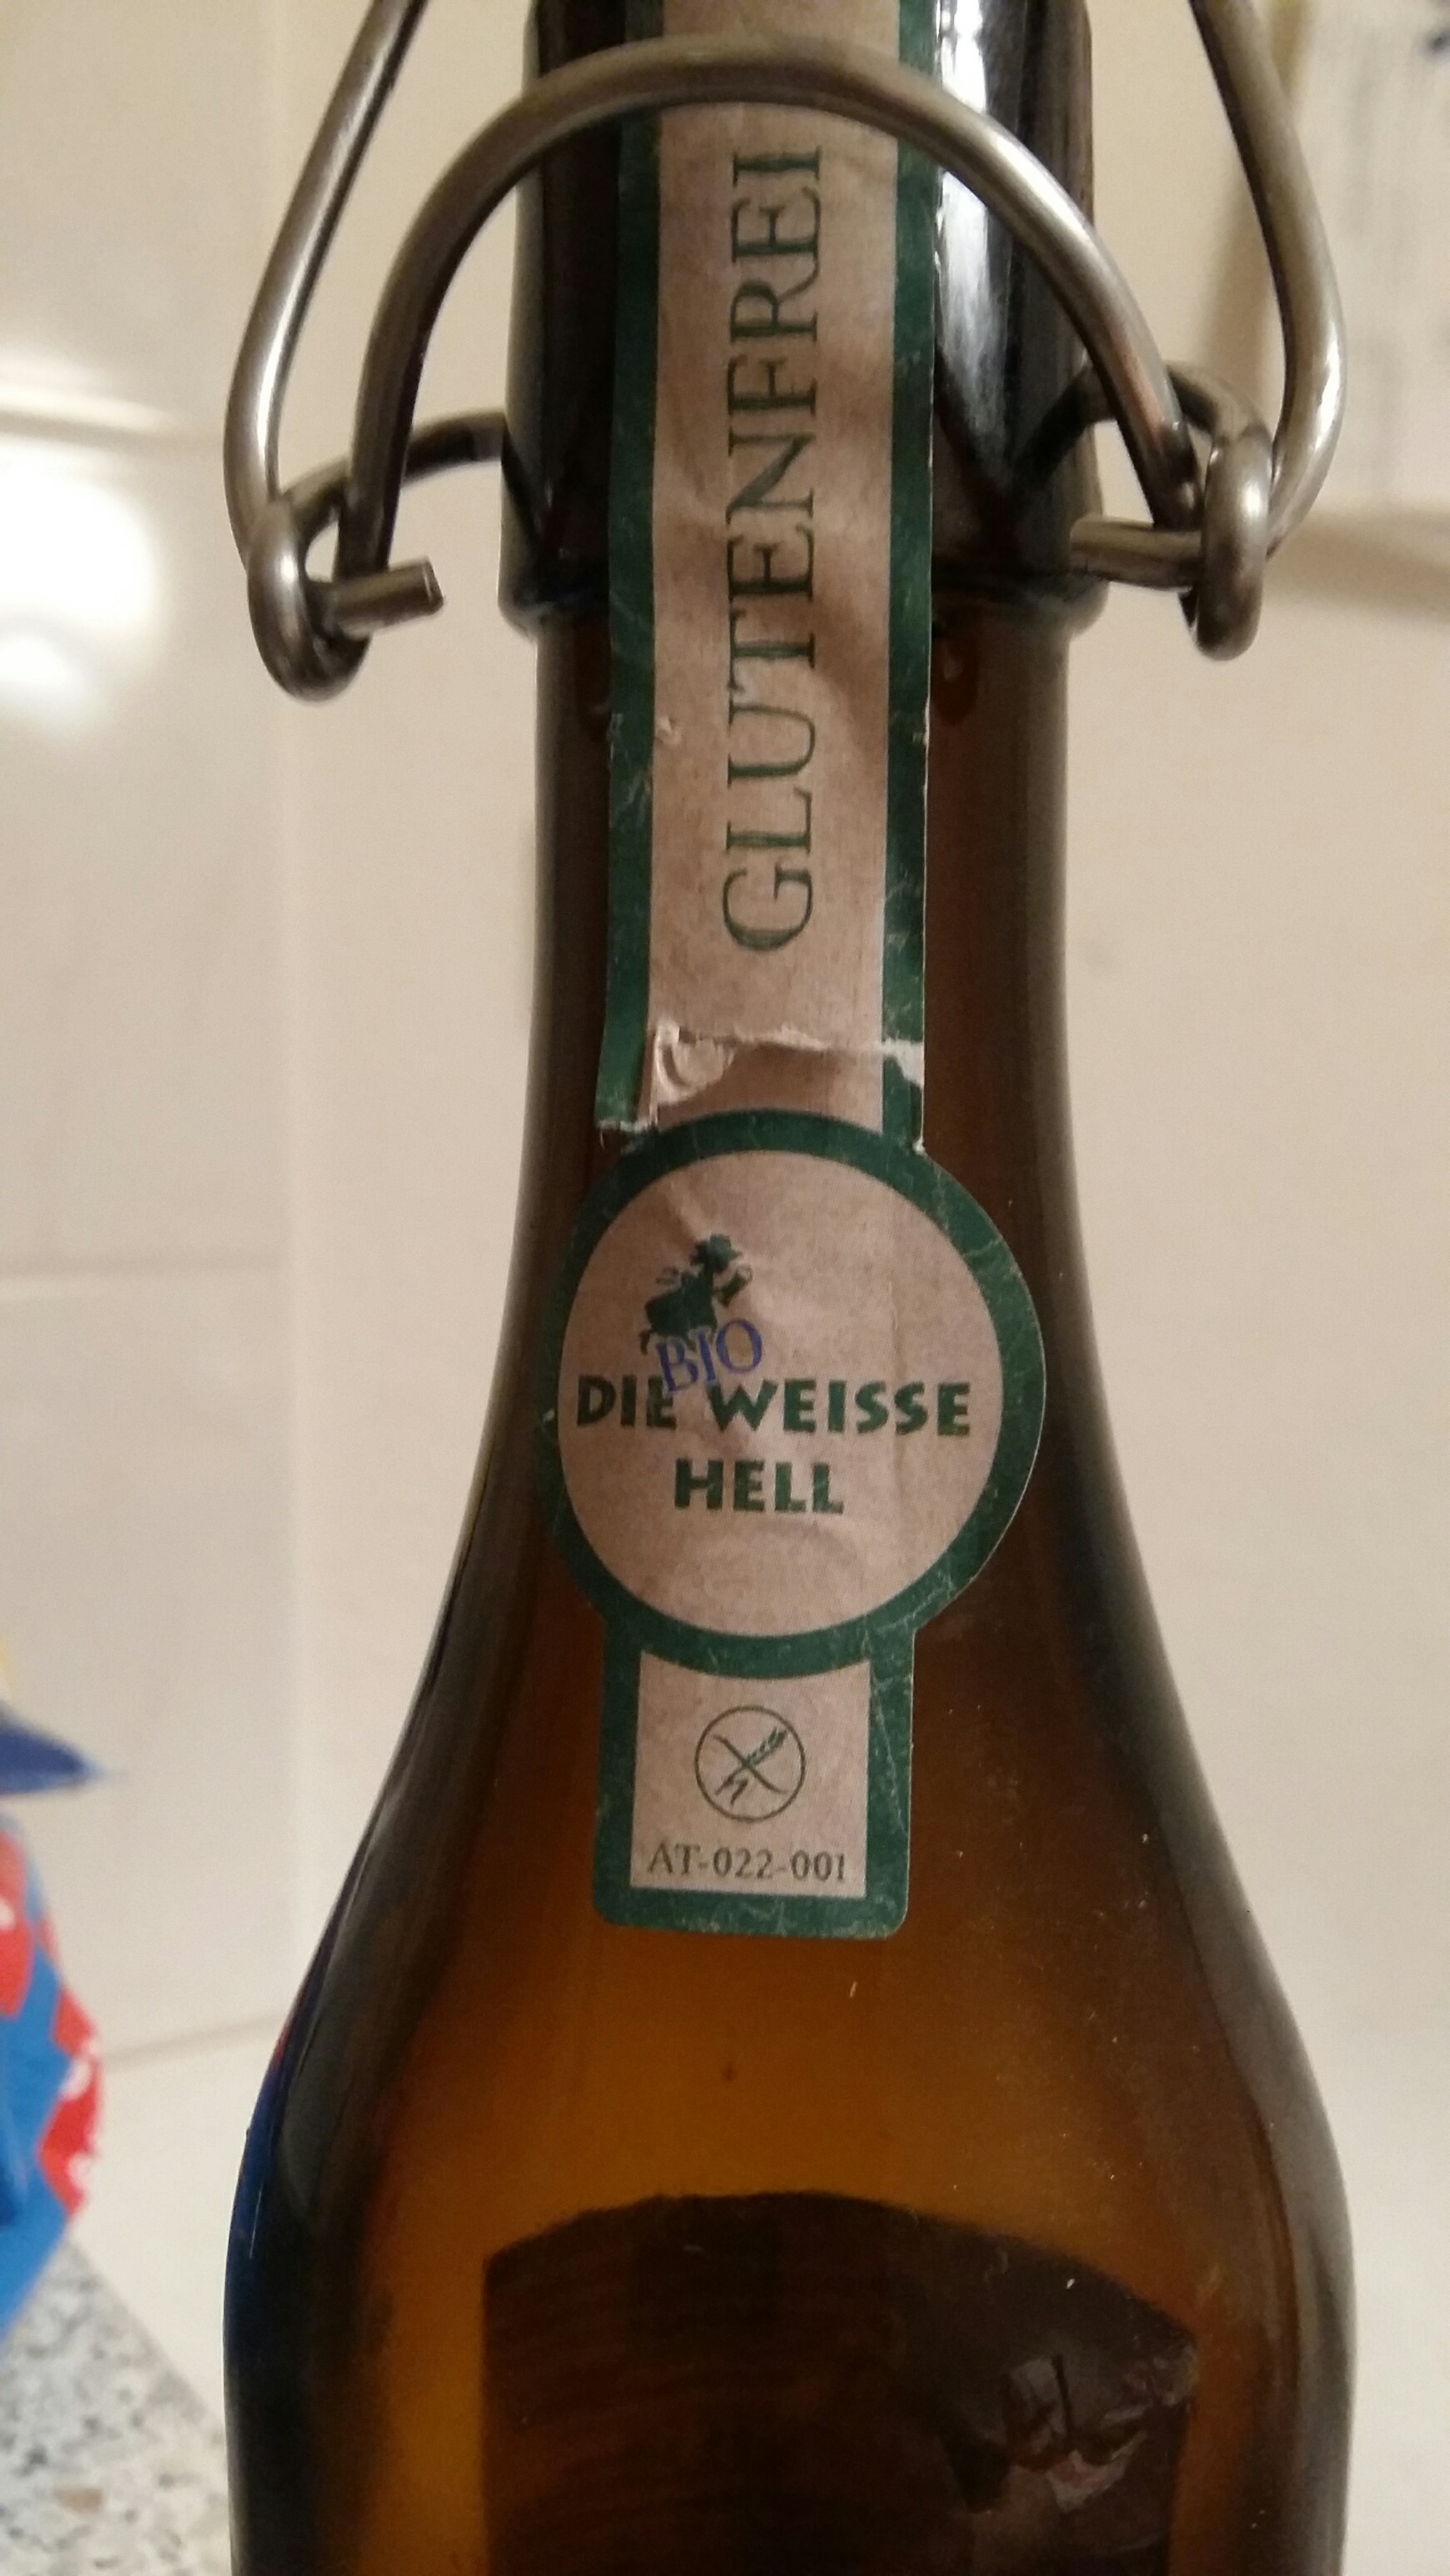 GLUTENFREI
BIO
DIE WEISSE
HELL
AT-022-001